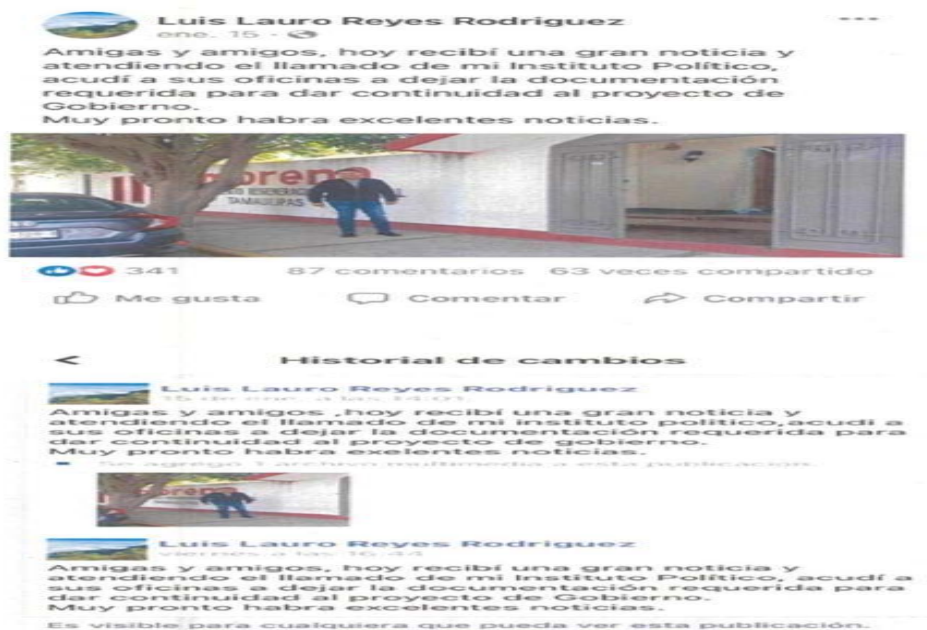 Luis Lauro Reyes Rodriguez
ene. 15 ·
Amigas y amigos, hoy recibí una gran noticia y
atendiendo el llamado de mi Instituto Político,
acudí a sus oficinas a dejar la documentación
requerida para dar continuidad al proyecto de
Gobierno.
Muy pronto habra excelentes noticias.
morena
TAMAULIPAS
341 87 comentarios 63 veces compartido
Me gusta Comentar Compartir
< Historial de cambios
Luis Lauro Reyes Rodriguez
15 de ene. a las 14:01.
Amigas y amigos ,hoy recibí una gran noticia y
atendiendo el llamado de mi instituto político,acudi a
sus oficinas a dejar la documentación requerida para
dar continuidad al proyecto de gobierno.
Muy pronto habra exelentes noticias.
Se agregó 1 archivo multimedia a esta publicación.
morena
Luis Lauro Reyes Rodriguez
viernes a las 16:44
Amigas y amigos, hoy recibí una gran noticia y
atendiendo el llamado de mi Instituto Político, acudí a
sus oficinas a dejar la documentación requerida para
dar continuidad al proyecto de Gobierno.
Muy pronto habra excelentes noticias.
Es visible para cualquiera que pueda ver esta publicación.